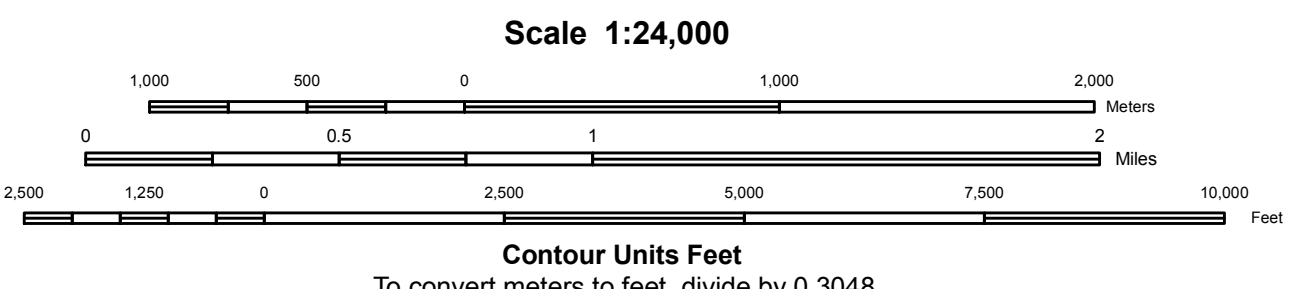 Scale 1:24,000
1,000 500 0 1,000 2,000
Meters
0 0.5 1 2
Miles
2,500 1,250 0 2,500 5,000 7,500 10,000
Feet
Contour Units Feet
To convert meters to feet, divide by 0.3048